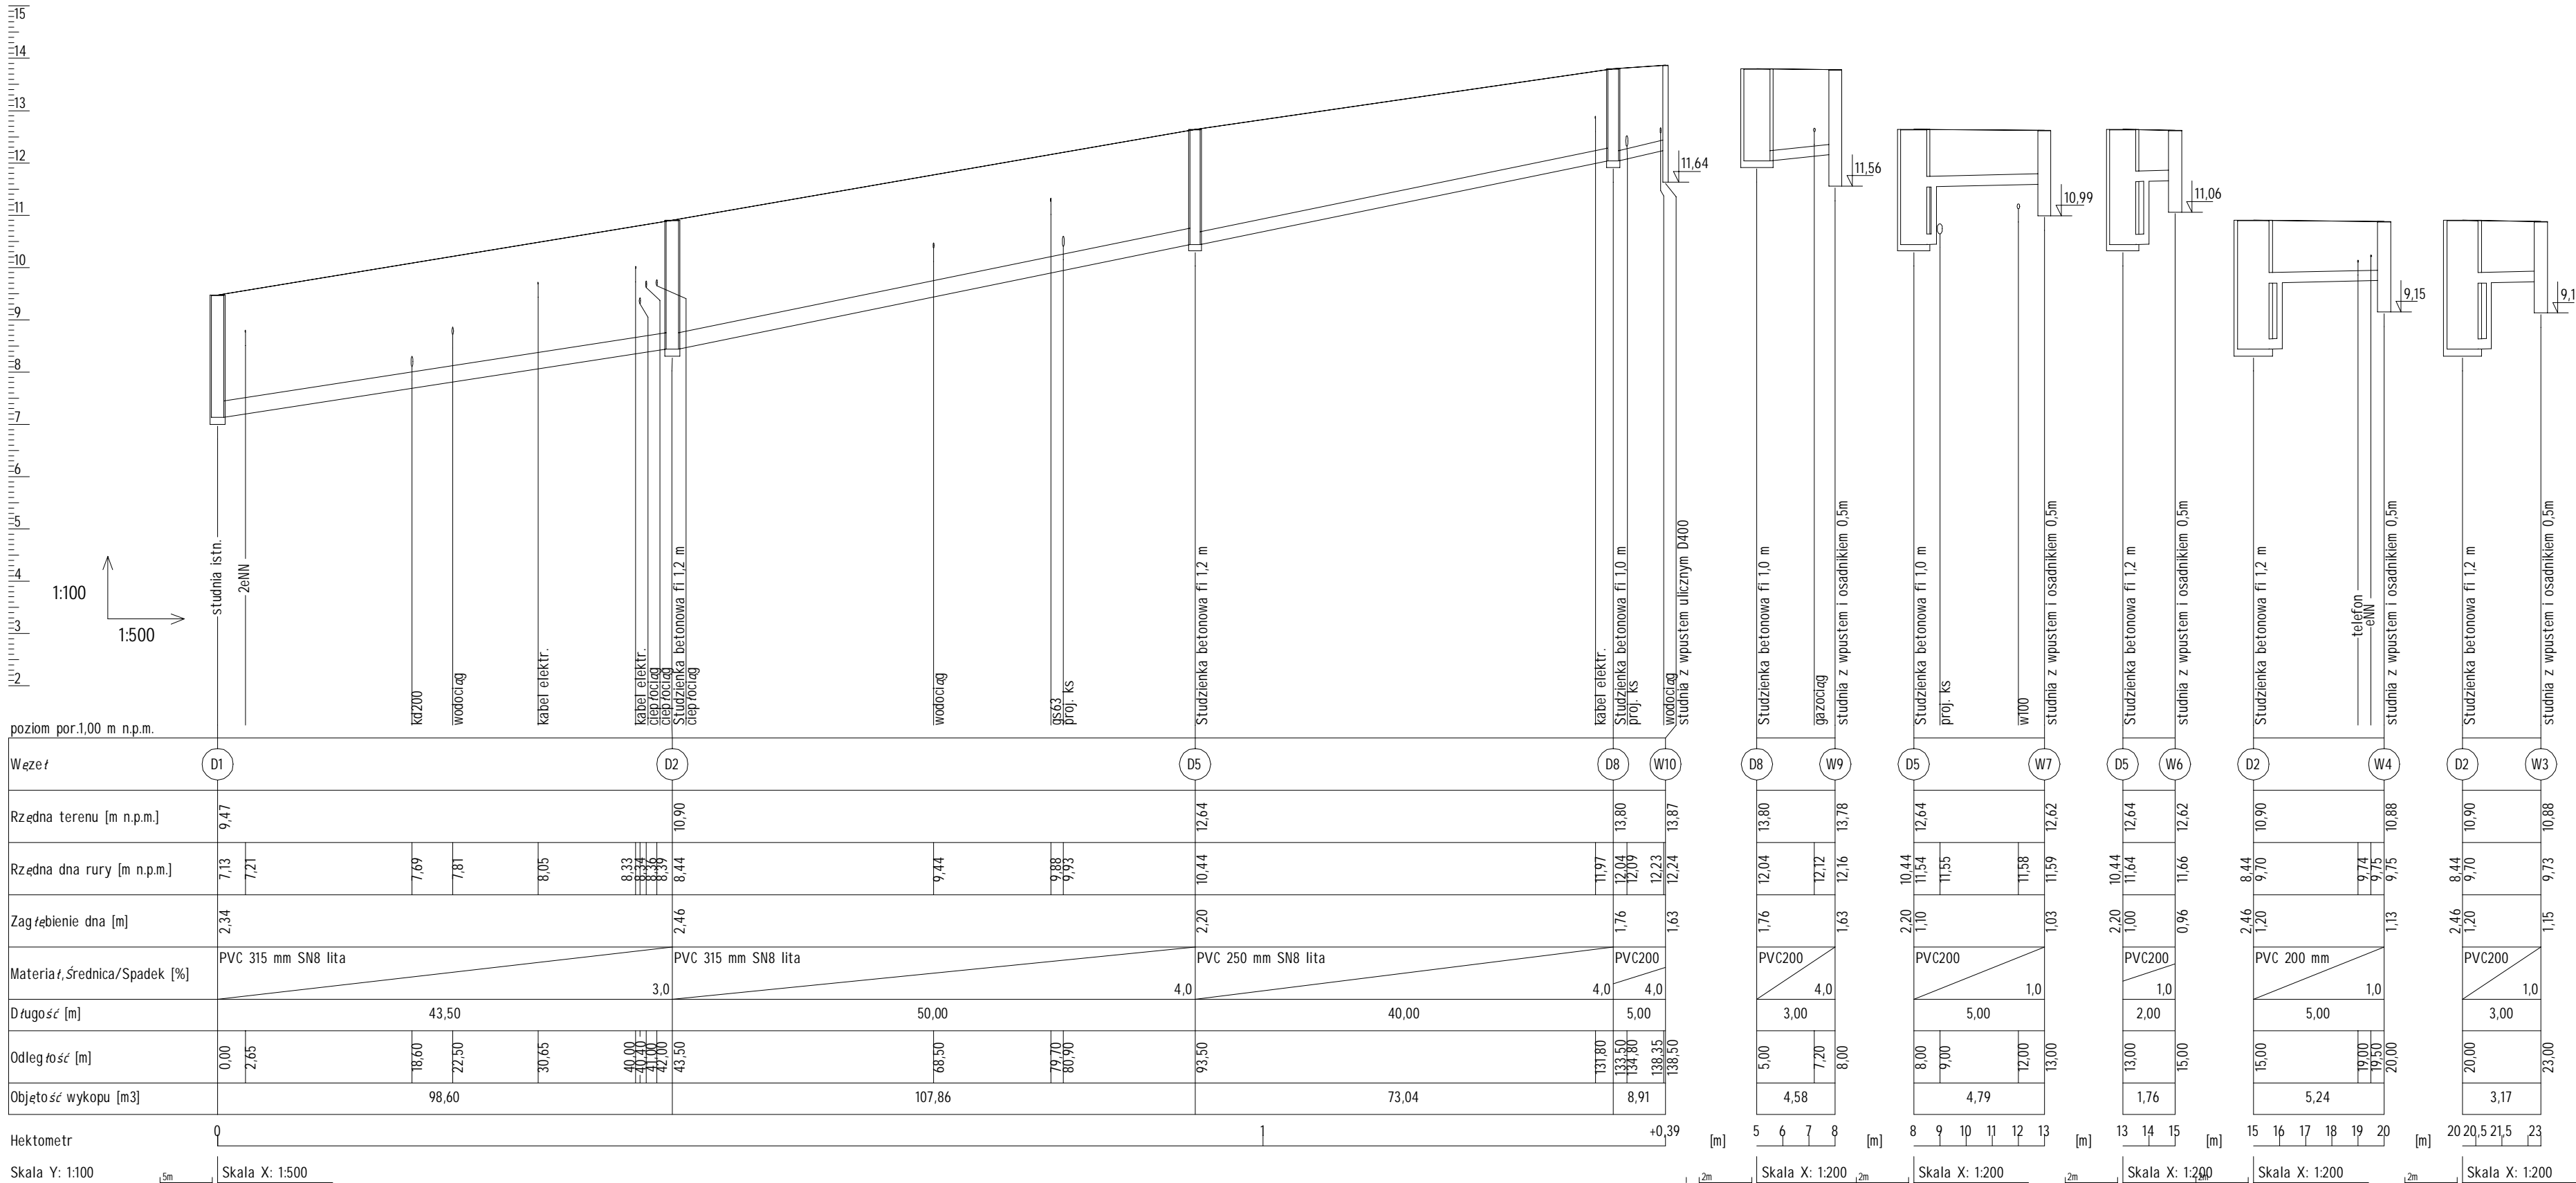 15
14
13
12
11
10
9
8
7
6
5
4
3
2
11,64
11,56
10,99
11,06
9,15
1:100
1:500
studnia istn.
2eNN
kd200
wodociąg
kabel elektr.
kabel elektr.
ciepłociąg
ciepłociąg
Studzienka betonowa fi 1,2 m
ciepłociąg
wodociąg
gs63
proj. ks
Studzienka betonowa fi 1,2 m
kabel elektr.
Studzienka betonowa fi 1,0 m
proj. ks
wodociąg
studnia z wpustem ulicznym D400
Studzienka betonowa fi 1,0 m
gazociąg
studnia z wpustem i osadnikiem 0,5m
Studzienka betonowa fi 1,0 m
proj. ks
w100
studnia z wpustem i osadnikiem 0,5m
Studzienka betonowa fi 1,2 m
studnia z wpustem i osadnikiem 0,5m
Studzienka betonowa fi 1,2 m
telefon
eNN
studnia z wpustem i osadnikiem 0,5m
Studzienka betonowa fi 1,2 m
studnia z wpustem i osadnikiem 0,5m
poziom por.1,00 m n.p.m.
Węzeł D1 D2 D5 D8 W10 D8 W9 D5 W7 D5 W6 D2 W4 D2 W3
Rzędna terenu [m n.p.m.] 9,47 10,90 12,64 13,80 13,87 13,80 13,78 12,64 12,62 12,64 12,62 10,90 10,88 10,90 10,88
Rzędna dna rury [m n.p.m.] 7,13 7,21 7,69 7,81 8,05 8,33 8,34 8,36 8,39 8,44 9,44 9,88 9,93 10,44 11,97 12,04 12,09 12,23 12,24 12,04 12,12 12,16 10,44 11,54 11,55 11,58 11,59 10,44 11,64 11,66 8,44 9,70 9,74 9,75 9,75 8,44 9,70 9,73
Zagłębienie dna [m] 2,34 2,46 2,20 1,76 1,63 1,76 1,63 2,20 1,10 1,03 2,20 1,00 0,96 2,46 1,20 1,13 2,46 1,20 1,15
Materiał,Średnica/Spadek [%] PVC 315 mm SN8 lita 3,0 PVC 315 mm SN8 lita 4,0 PVC 250 mm SN8 lita 4,0 PVC200 4,0 PVC200 4,0 PVC200 1,0 PVC200 1,0 PVC 200 mm 1,0 PVC200 1,0
Długość [m] 43,50 50,00 40,00 5,00 3,00 5,00 2,00 5,00 3,00
Odległość [m] 0,00 2,65 18,60 22,50 30,65 40,00 40,40 41,00 42,00 43,50 68,50 79,70 80,90 93,50 131,80 133,50 134,80 138,35 138,50 5,00 7,20 8,00 8,00 9,00 12,00 13,00 13,00 15,00 15,00 19,00 19,50 20,00 20,00 23,00
Objętość wykopu [m3] 98,60 107,86 73,04 8,91 4,58 4,79 1,76 5,24 3,17
Hektometr 0 1 +0,39 [m] 5 6 7 8 [m] 8 9 10 11 12 13 [m] 13 14 15 [m] 15 16 17 18 19 20 [m] 20 20,5 21,5 23
Skala Y: 1:100 5m Skala X: 1:500 2m Skala X: 1:200 2m Skala X: 1:200 2m Skala X: 1:200 2m Skala X: 1:200 2m Skala X: 1:200